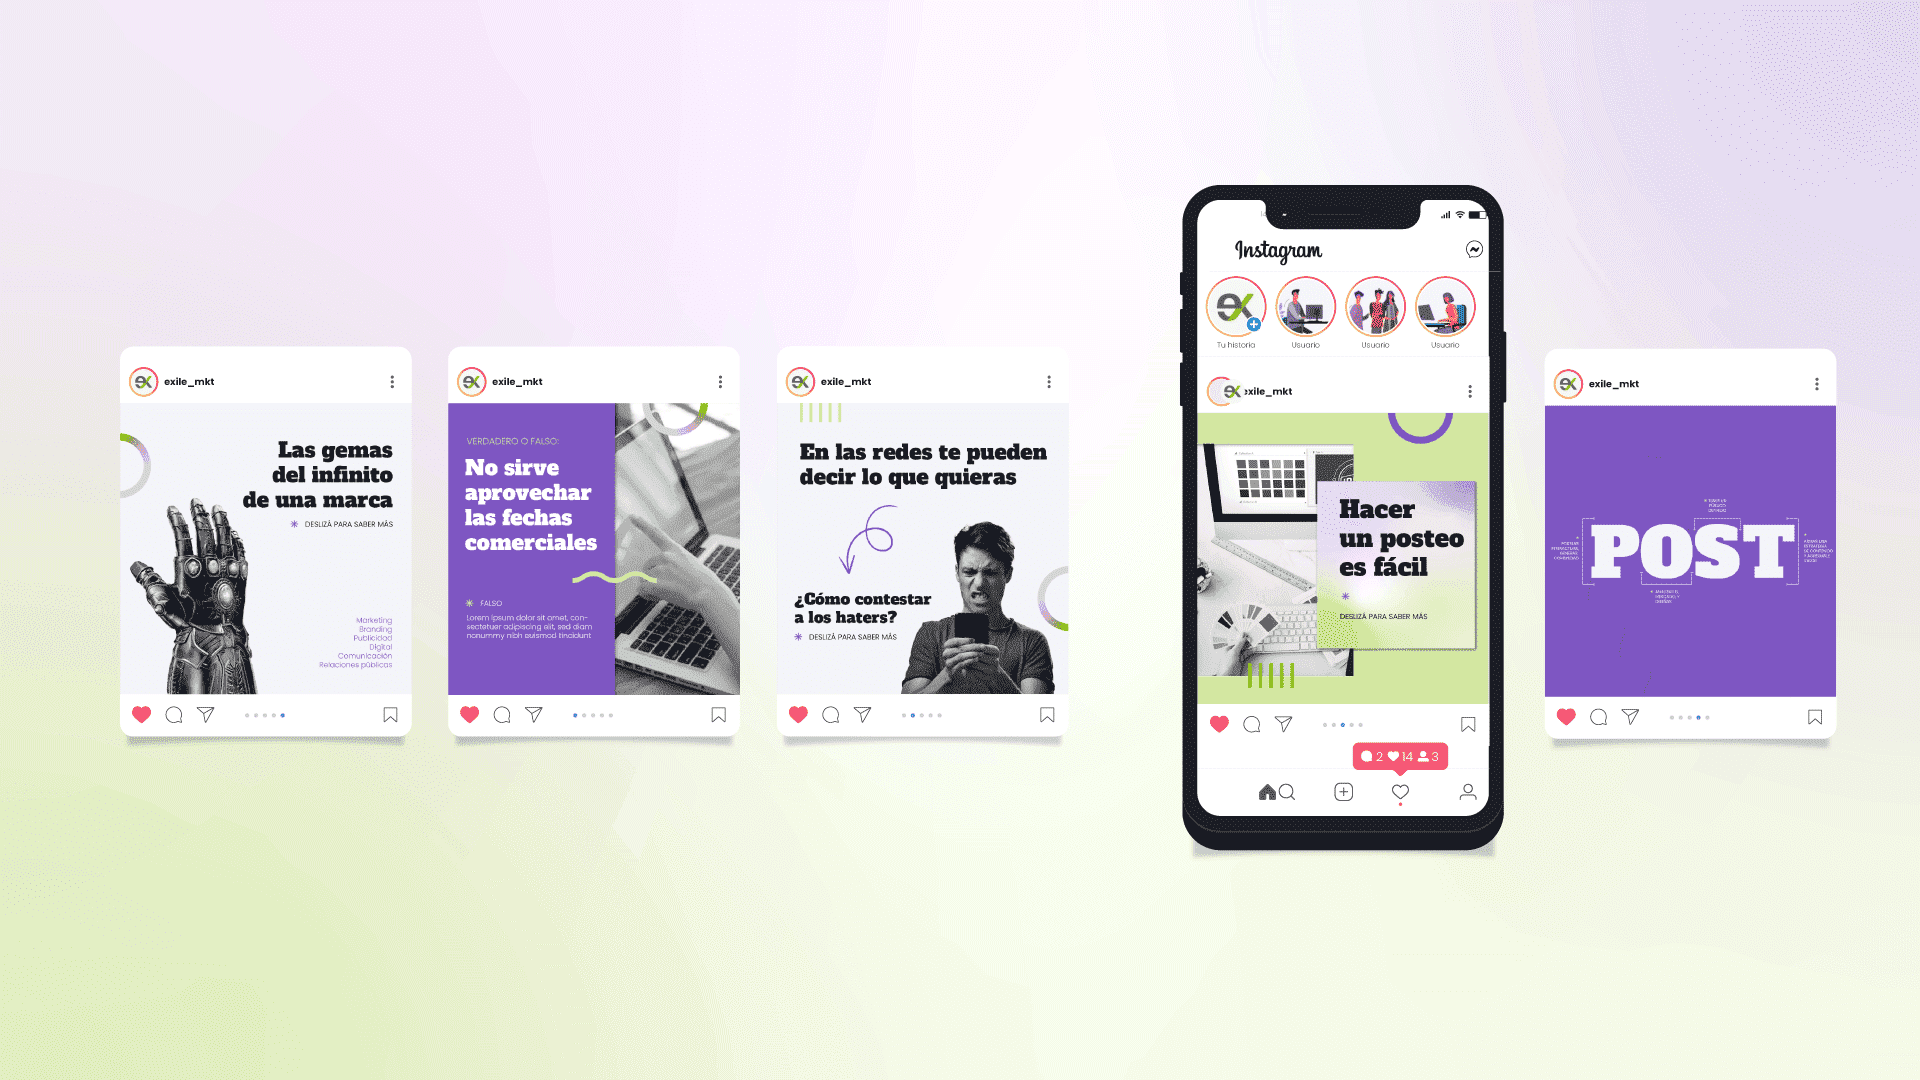 exile_mkt
Las gemas
del infinito
de una marca
DESLIZÁ PARA SABER MÁS
Marketing
Branding
Publicidad
Digital
Comunicación
Relaciones públicas
exile_mkt
VERDADERO O FALSO:
No sirve
aprovechar
las fechas
comerciales
FALSO
Lorem ipsum dolor sit amet, con-
sectetuer adipiscing elit, sed diam
nonummy nibh euismod tincidunt
exile_mkt
En las redes te pueden
decir lo que quieras
¿Cómo contestar
a los haters?
DESLIZÁ PARA SABER MÁS
Instagram
ex
Tu historia
Usuario
Usuario
Usuario
exile_mkt
Hacer
un posteo
es fácil
DESLIZÁ PARA SABER MÁS
2 14 3
exile_mkt
POST